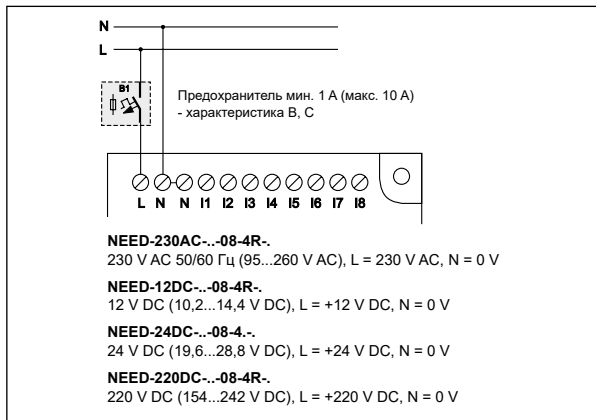 N
L
B1
Предохранитель мин. 1 А (макс. 10 А)
- характеристика B, C
L N N I1 I2 I3 I4 I5 I6 I7 I8
NEED-230AC-..-08-4R-.
230 V AC 50/60 Гц (95...260 V AC), L = 230 V AC, N = 0 V
NEED-12DC-..-08-4R-.
12 V DC (10,2...14,4 V DC), L = +12 V DC, N = 0 V
NEED-24DC-..-08-4.-.
24 V DC (19,6...28,8 V DC), L = +24 V DC, N = 0 V
NEED-220DC-..-08-4R-.
220 V DC (154...242 V DC), L = +220 V DC, N = 0 V